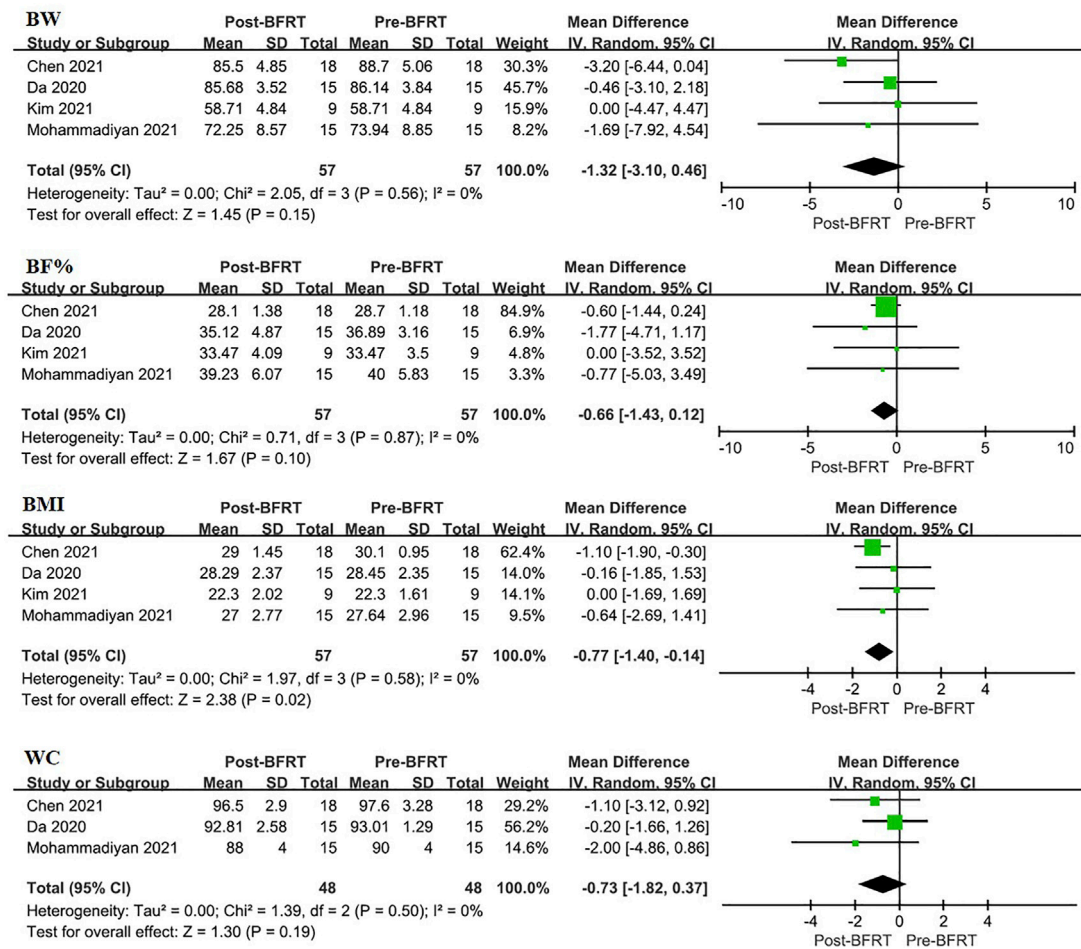 BW
Post-BFRT Pre-BFRT Mean Difference Mean Difference
Study or Subgroup Mean SD Total Mean SD Total Weight IV, Random, 95% CI IV, Random, 95% CI
Chen 2021 85.5 4.85 18 88.7 5.06 18 30.3% -3.20 [-6.44, 0.04]
Da 2020 85.68 3.52 15 86.14 3.84 15 45.7% -0.46 [-3.10, 2.18]
Kim 2021 58.71 4.84 9 58.71 4.84 9 15.9% 0.00 [-4.47, 4.47]
Mohammadiyan 2021 72.25 8.57 15 73.94 8.85 15 8.2% -1.69 [-7.92, 4.54]
Total (95% CI) 57 57 100.0% -1.32 [-3.10, 0.46]
Heterogeneity: Tau² = 0.00; Chi² = 2.05, df = 3 (P = 0.56); I² = 0%
Test for overall effect: Z = 1.45 (P = 0.15)
-10 -5 0 5 10
Post-BFRT Pre-BFRT
BF%
Post-BFRT Pre-BFRT Mean Difference Mean Difference
Study or Subgroup Mean SD Total Mean SD Total Weight IV, Random, 95% CI IV, Random, 95% CI
Chen 2021 28.1 1.38 18 28.7 1.18 18 84.9% -0.60 [-1.44, 0.24]
Da 2020 35.12 4.87 15 36.89 3.16 15 6.9% -1.77 [-4.71, 1.17]
Kim 2021 33.47 4.09 9 33.47 3.5 9 4.8% 0.00 [-3.52, 3.52]
Mohammadiyan 2021 39.23 6.07 15 40 5.83 15 3.3% -0.77 [-5.03, 3.49]
Total (95% CI) 57 57 100.0% -0.66 [-1.43, 0.12]
Heterogeneity: Tau² = 0.00; Chi² = 0.71, df = 3 (P = 0.87); I² = 0%
Test for overall effect: Z = 1.67 (P = 0.10)
-4 -2 0 2 4
Post-BFRT Pre-BFRT
BMI
Post-BFRT Pre-BFRT Mean Difference Mean Difference
Study or Subgroup Mean SD Total Mean SD Total Weight IV, Random, 95% CI IV, Random, 95% CI
Chen 2021 29 1.45 18 30.1 0.95 18 62.4% -1.10 [-1.90, -0.30]
Da 2020 28.29 2.37 15 28.45 2.35 15 14.0% -0.16 [-1.85, 1.53]
Kim 2021 22.3 2.02 9 22.3 1.61 9 14.1% 0.00 [-1.69, 1.69]
Mohammadiyan 2021 27 2.77 15 27.64 2.96 15 9.5% -0.64 [-2.69, 1.41]
Total (95% CI) 57 57 100.0% -0.77 [-1.40, -0.14]
Heterogeneity: Tau² = 0.00; Chi² = 1.97, df = 3 (P = 0.58); I² = 0%
Test for overall effect: Z = 2.38 (P = 0.02)
-4 -2 0 2 4
Post-BFRT Pre-BFRT
WC
Post-BFRT Pre-BFRT Mean Difference Mean Difference
Study or Subgroup Mean SD Total Mean SD Total Weight IV, Random, 95% CI IV, Random, 95% CI
Chen 2021 96.5 2.9 18 97.6 3.28 18 29.2% -1.10 [-3.12, 0.92]
Da 2020 92.81 2.58 15 93.01 1.29 15 56.2% -0.20 [-1.66, 1.26]
Mohammadiyan 2021 88 4 15 90 4 15 14.6% -2.00 [-4.86, 0.86]
Total (95% CI) 48 48 100.0% -0.73 [-1.82, 0.37]
Heterogeneity: Tau² = 0.00; Chi² = 1.39, df = 2 (P = 0.50); I² = 0%
Test for overall effect: Z = 1.30 (P = 0.19)
-4 -2 0 2 4
Post-BFRT Pre-BFRT